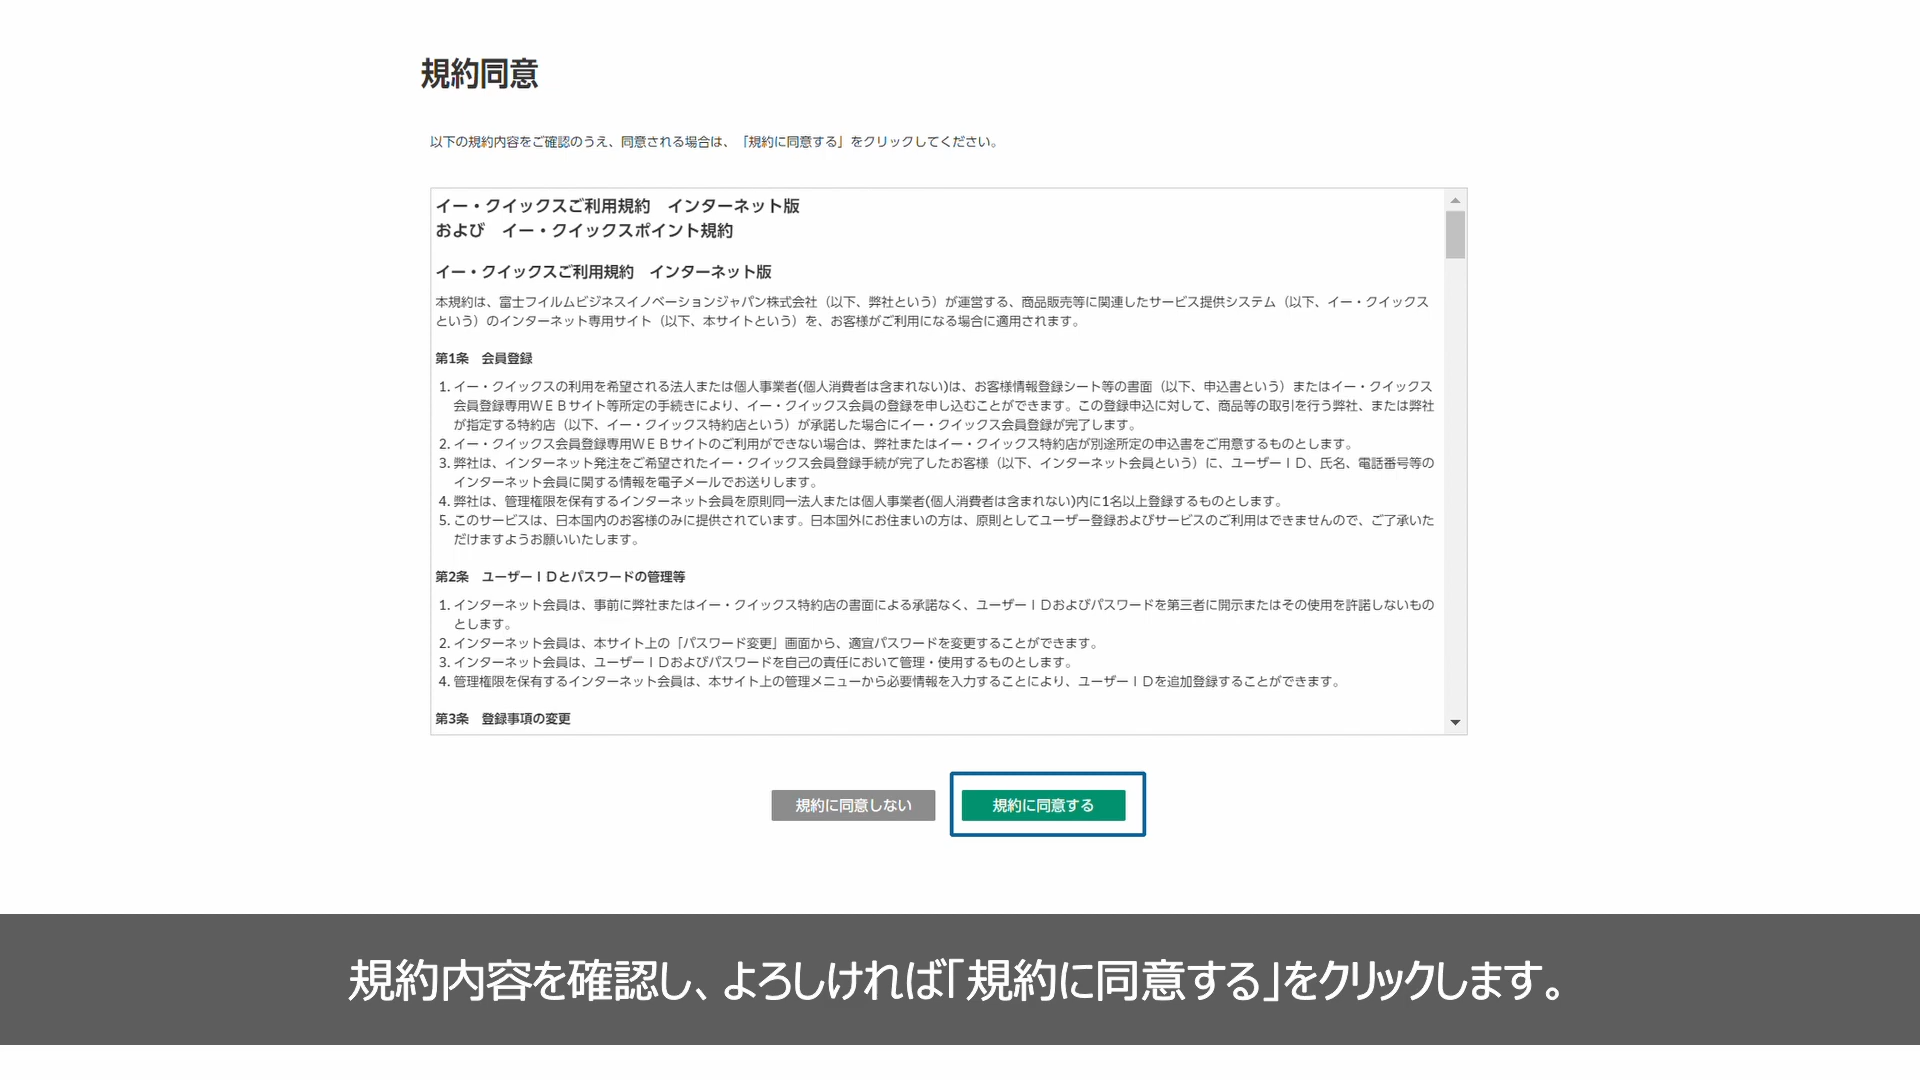 規約同意
以下の規約内容をご確認のうえ、同意される場合は、「規約に同意する」をクリックしてください。
イー・クイックスご利用規約　インターネット版
および　イー・クイックスポイント規約
イー・クイックスご利用規約　インターネット版
本規約は、富士フイルムビジネスイノベーションジャパン株式会社（以下、弊社という）が運営する、商品販売等に関連したサービス提供システム（以下、イー・クイックス
という）のインターネット専用サイト（以下、本サイトという）を、お客様がご利用になる場合に適用されます。
第1条　会員登録
1. イー・クイックスの利用を希望される法人または個人事業者(個人消費者は含まれない)は、お客様情報登録シート等の書面（以下、申込書という）またはイー・クイックス
会員登録専用ＷＥＢサイト等所定の手続きにより、イー・クイックス会員の登録を申し込むことができます。この登録申込に対して、商品等の取引を行う弊社、または弊社
が指定する特約店（以下、イー・クイックス特約店という）が承諾した場合にイー・クイックス会員登録が完了します。
2. イー・クイックス会員登録専用ＷＥＢサイトのご利用ができない場合は、弊社またはイー・クイックス特約店が別途所定の申込書をご用意するものとします。
3. 弊社は、インターネット発注をご希望されたイー・クイックス会員登録手続が完了したお客様（以下、インターネット会員という）に、ユーザーＩＤ、氏名、電話番号等の
インターネット会員に関する情報を電子メールでお送りします。
4. 弊社は、管理権限を保有するインターネット会員を原則同一法人または個人事業者(個人消費者は含まれない)内に1名以上登録するものとします。
5. このサービスは、日本国内のお客様のみに提供されています。日本国外にお住まいの方は、原則としてユーザー登録およびサービスのご利用はできませんので、ご了承いた
だけますようお願いいたします。
第2条　ユーザーＩＤとパスワードの管理等
1. インターネット会員は、事前に弊社またはイー・クイックス特約店の書面による承諾なく、ユーザーＩＤおよびパスワードを第三者に開示またはその使用を許諾しないもの
とします。
2. インターネット会員は、本サイト上の「パスワード変更」画面から、適宜パスワードを変更することができます。
3. インターネット会員は、ユーザーＩＤおよびパスワードを自己の責任において管理・使用するものとします。
4. 管理権限を保有するインターネット会員は、本サイト上の管理メニューから必要情報を入力することにより、ユーザーＩＤを追加登録することができます。
第3条　登録事項の変更
規約に同意しない
規約に同意する
規約内容を確認し、よろしければ「規約に同意する」をクリックします。